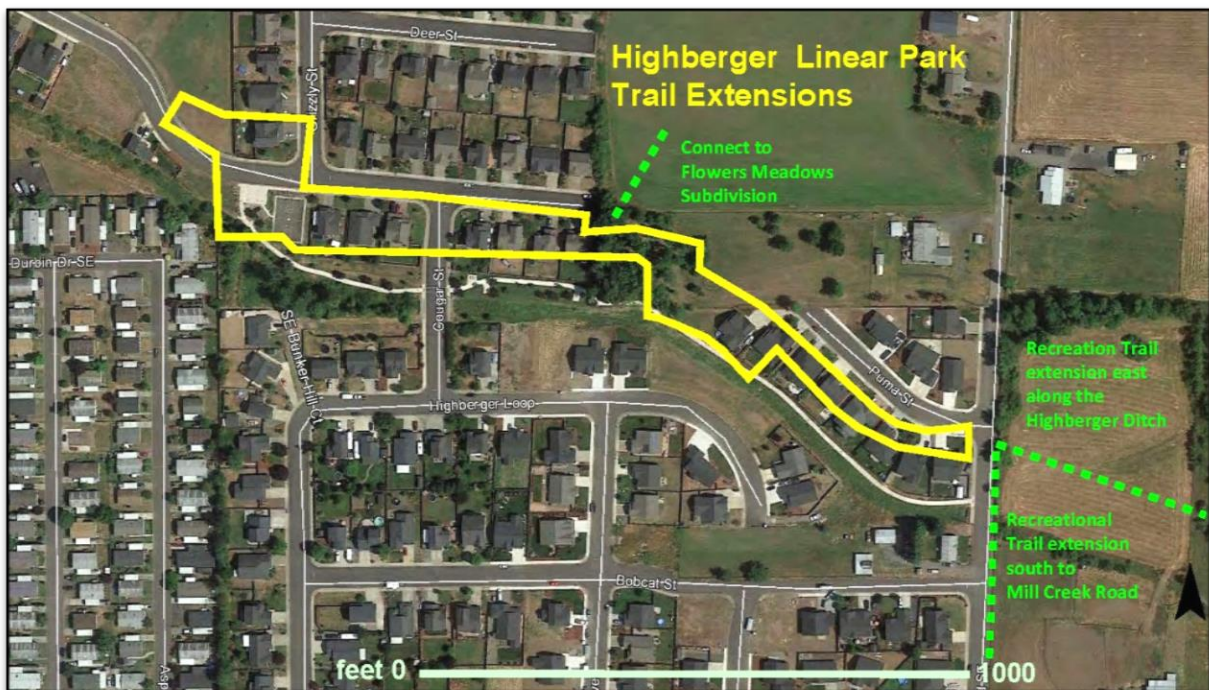 Deer St
Highberger Linear Park
Trail Extensions
Grizzly St
Connect to
Flowers Meadows
Subdivision
Durbin Dr SE
Cougar St
SE Bunker Hill Ct
Recreation Trail
extension east
along the
Highberger Ditch
Puma St
Highberger Loop
Recreational
Trail extension
south to
Mill Creek Road
Bobcat St
feet 0
1000